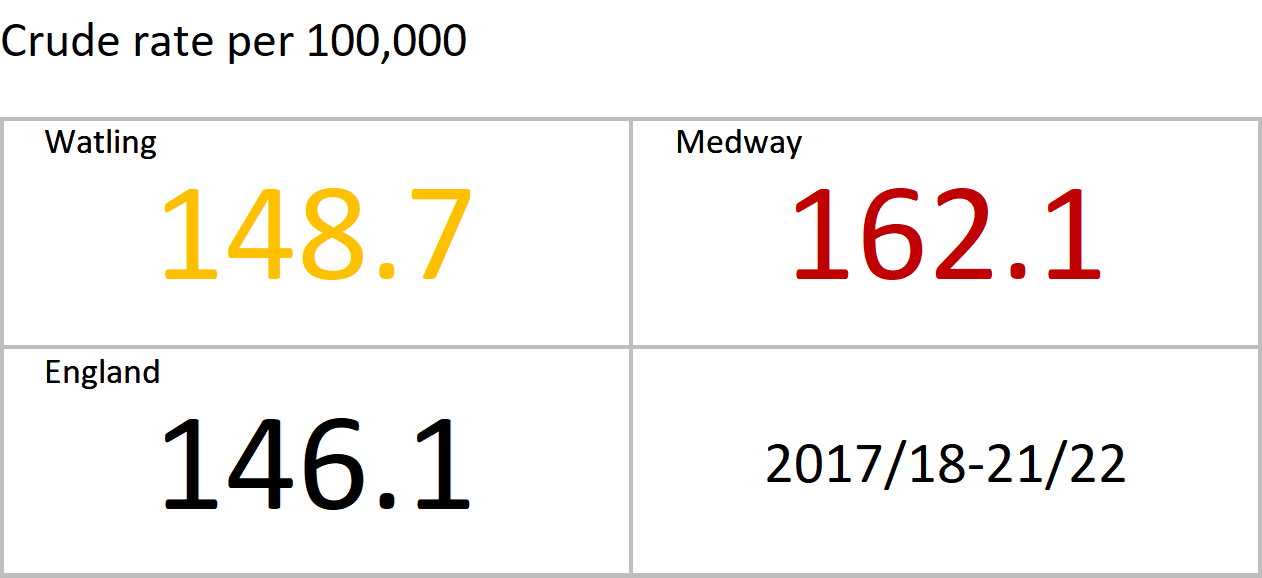 Crude rate per 100,000
Watling
148.7
Medway
162.1
England
146.1
2017/18-21/22